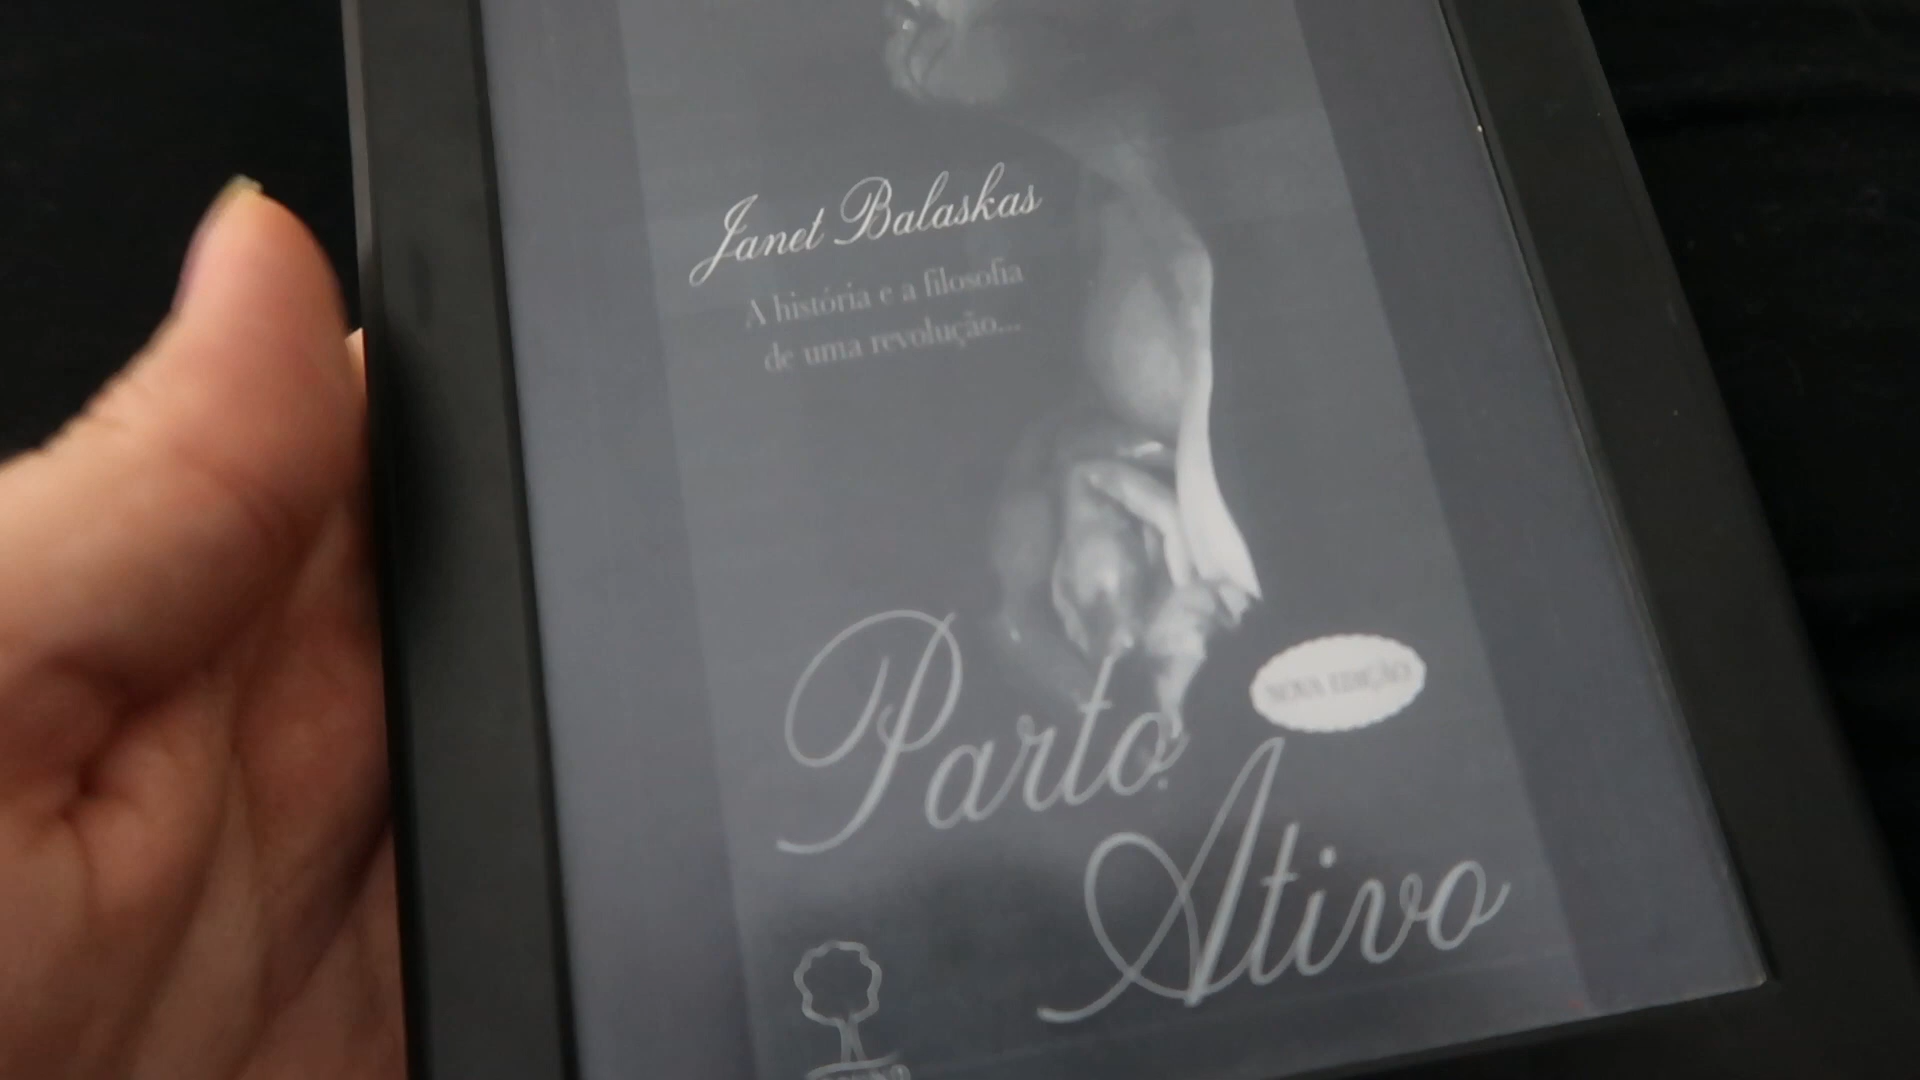 Janet Balaskas
A história e a filosofia
de uma revolução...
NOVA EDIÇÃO
Parto
Ativo